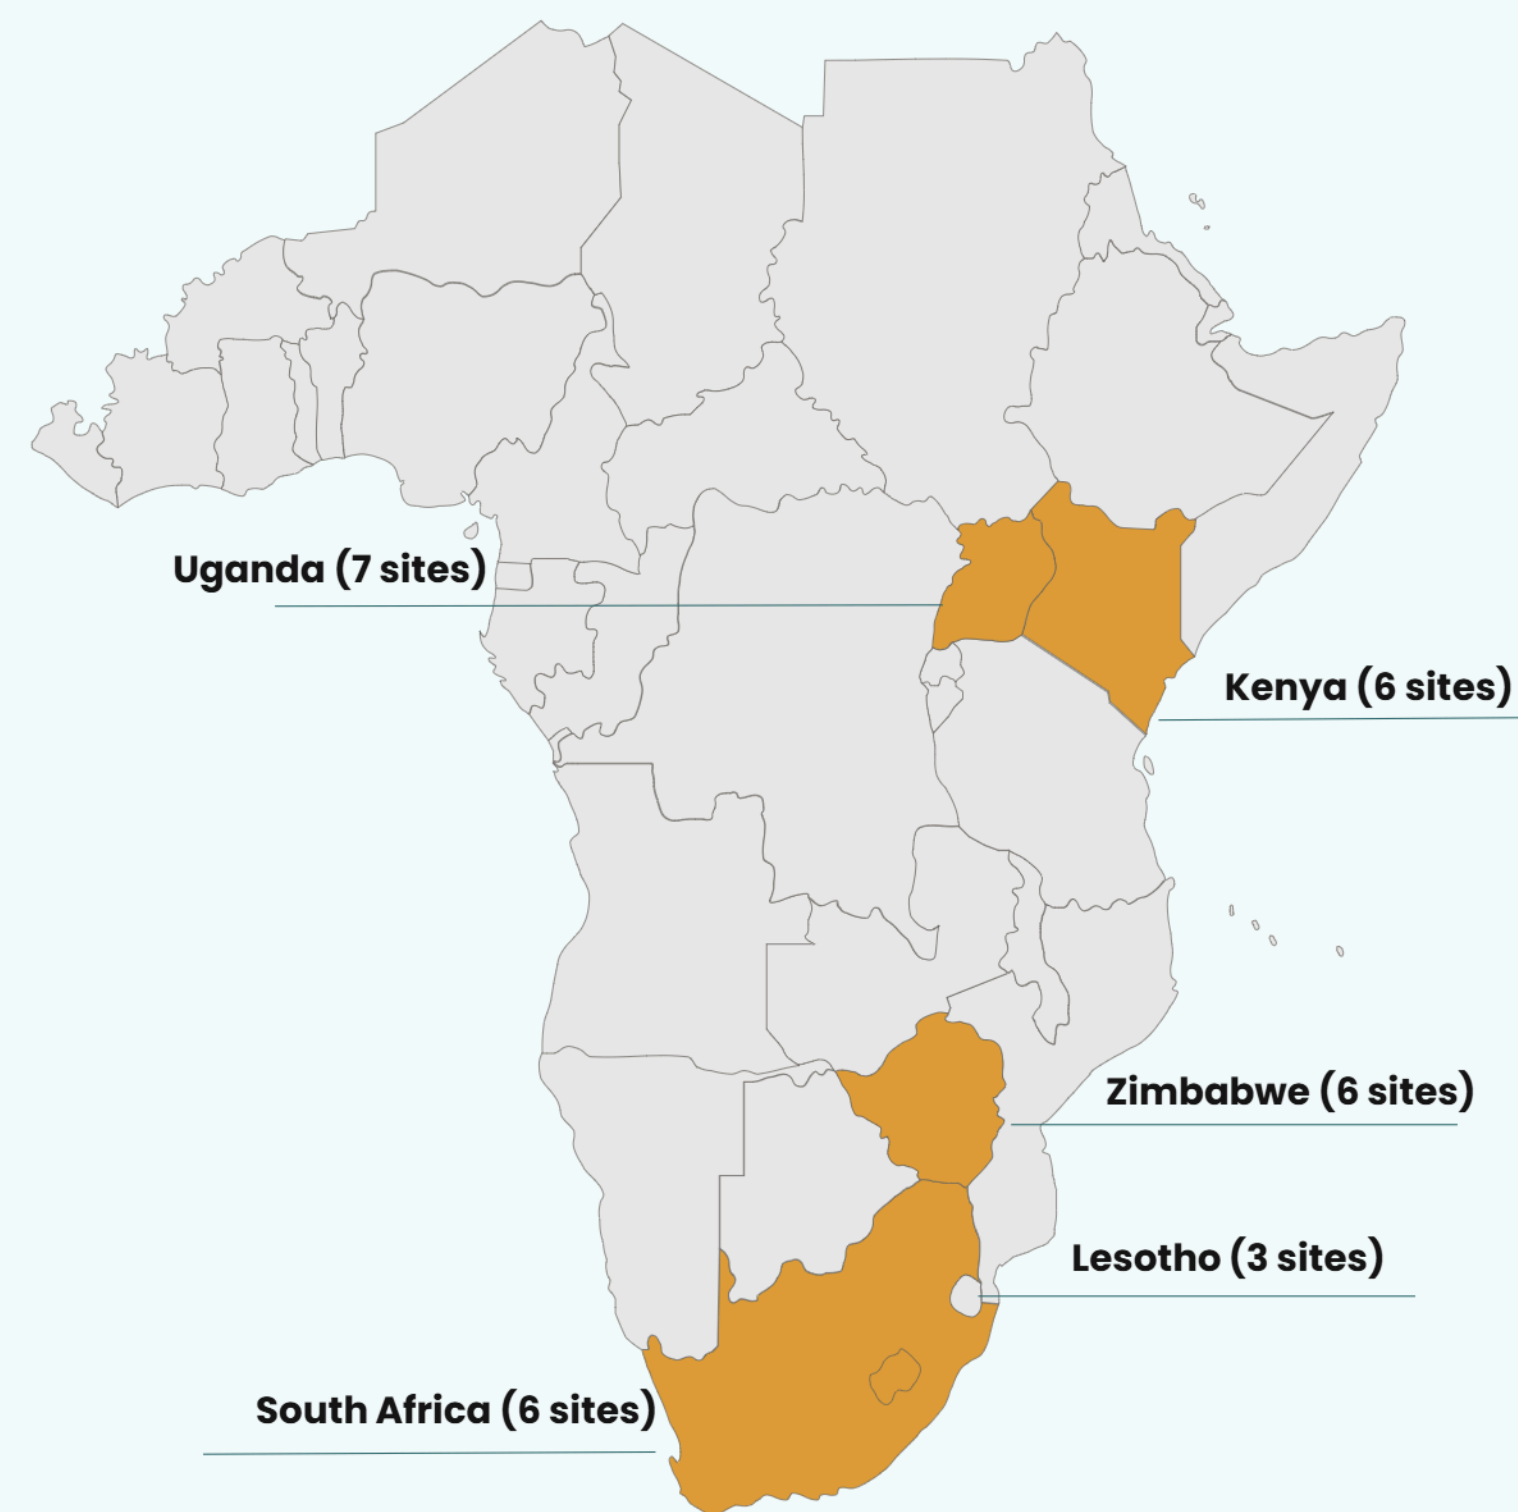 Uganda (7 sites)
Kenya (6 sites)
Zimbabwe (6 sites)
Lesotho (3 sites)
South Africa (6 sites)